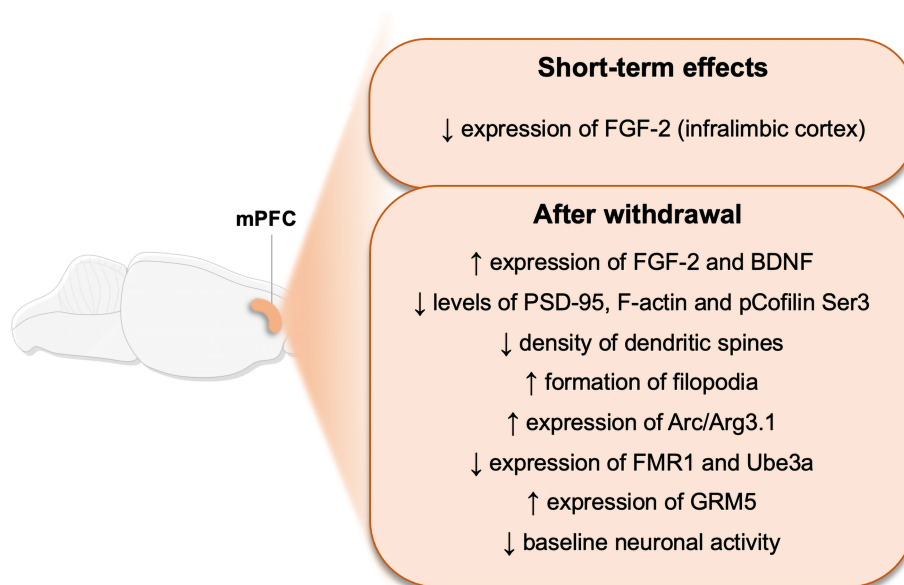 mPFC
Short-term effects
↓ expression of FGF-2 (infralimbic cortex)
After withdrawal
↑ expression of FGF-2 and BDNF
↓ levels of PSD-95, F-actin and pCofilin Ser3
↓ density of dendritic spines
↑ formation of filopodia
↑ expression of Arc/Arg3.1
↓ expression of FMR1 and Ube3a
↑ expression of GRM5
↓ baseline neuronal activity